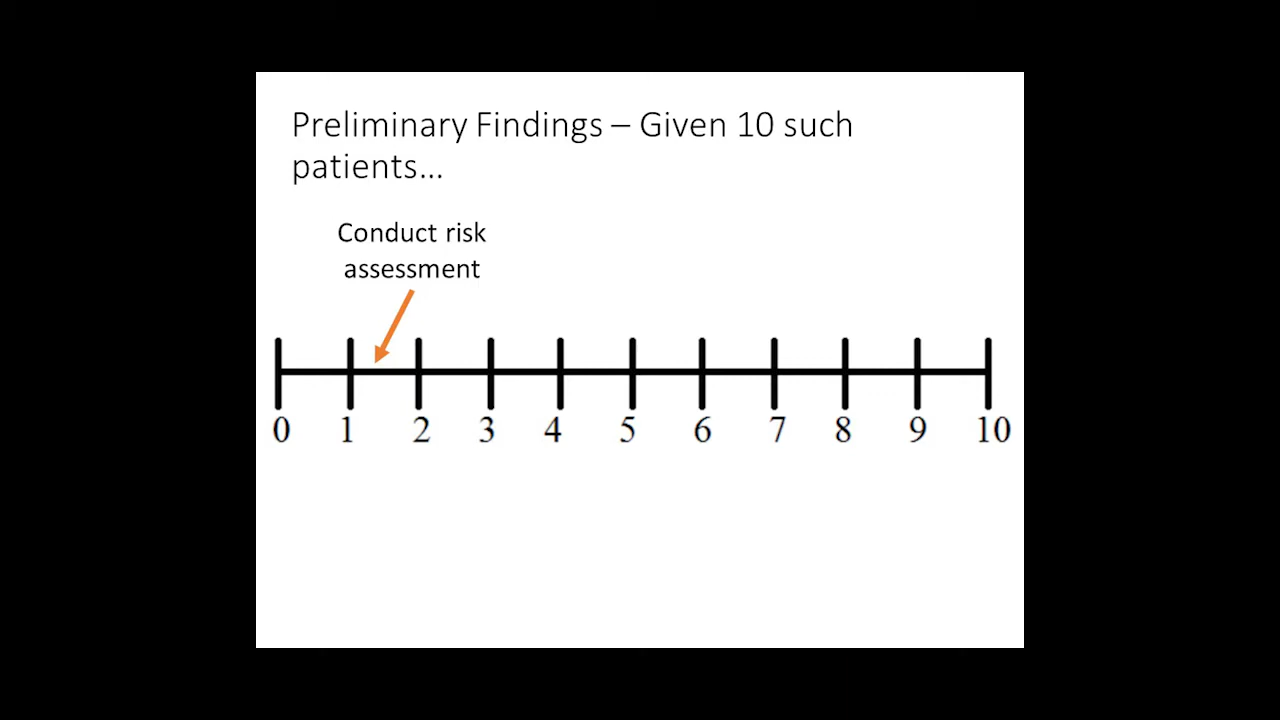 Preliminary Findings – Given 10 such
patients...
Conduct risk
assessment
0 1 2 3 4 5 6 7 8 9 10